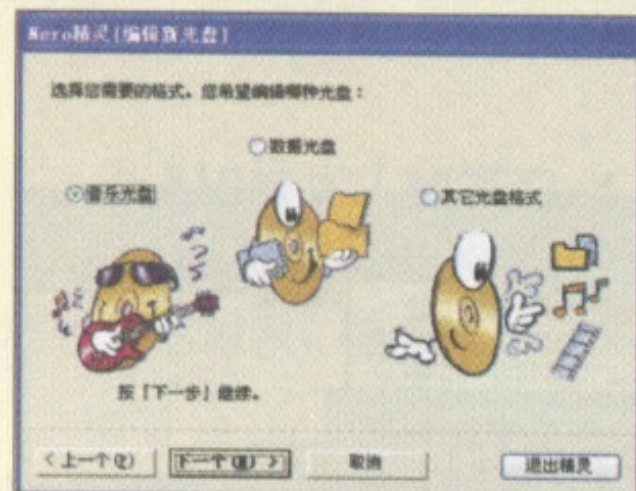 Nero精灵[编辑新光盘]
选择您需要的格式。您希望编辑哪种光盘：
数据光盘
音乐光盘
其它光盘格式
按「下一步」继续。
< 上一个(P)
下一个(N) >
取消
退出精灵